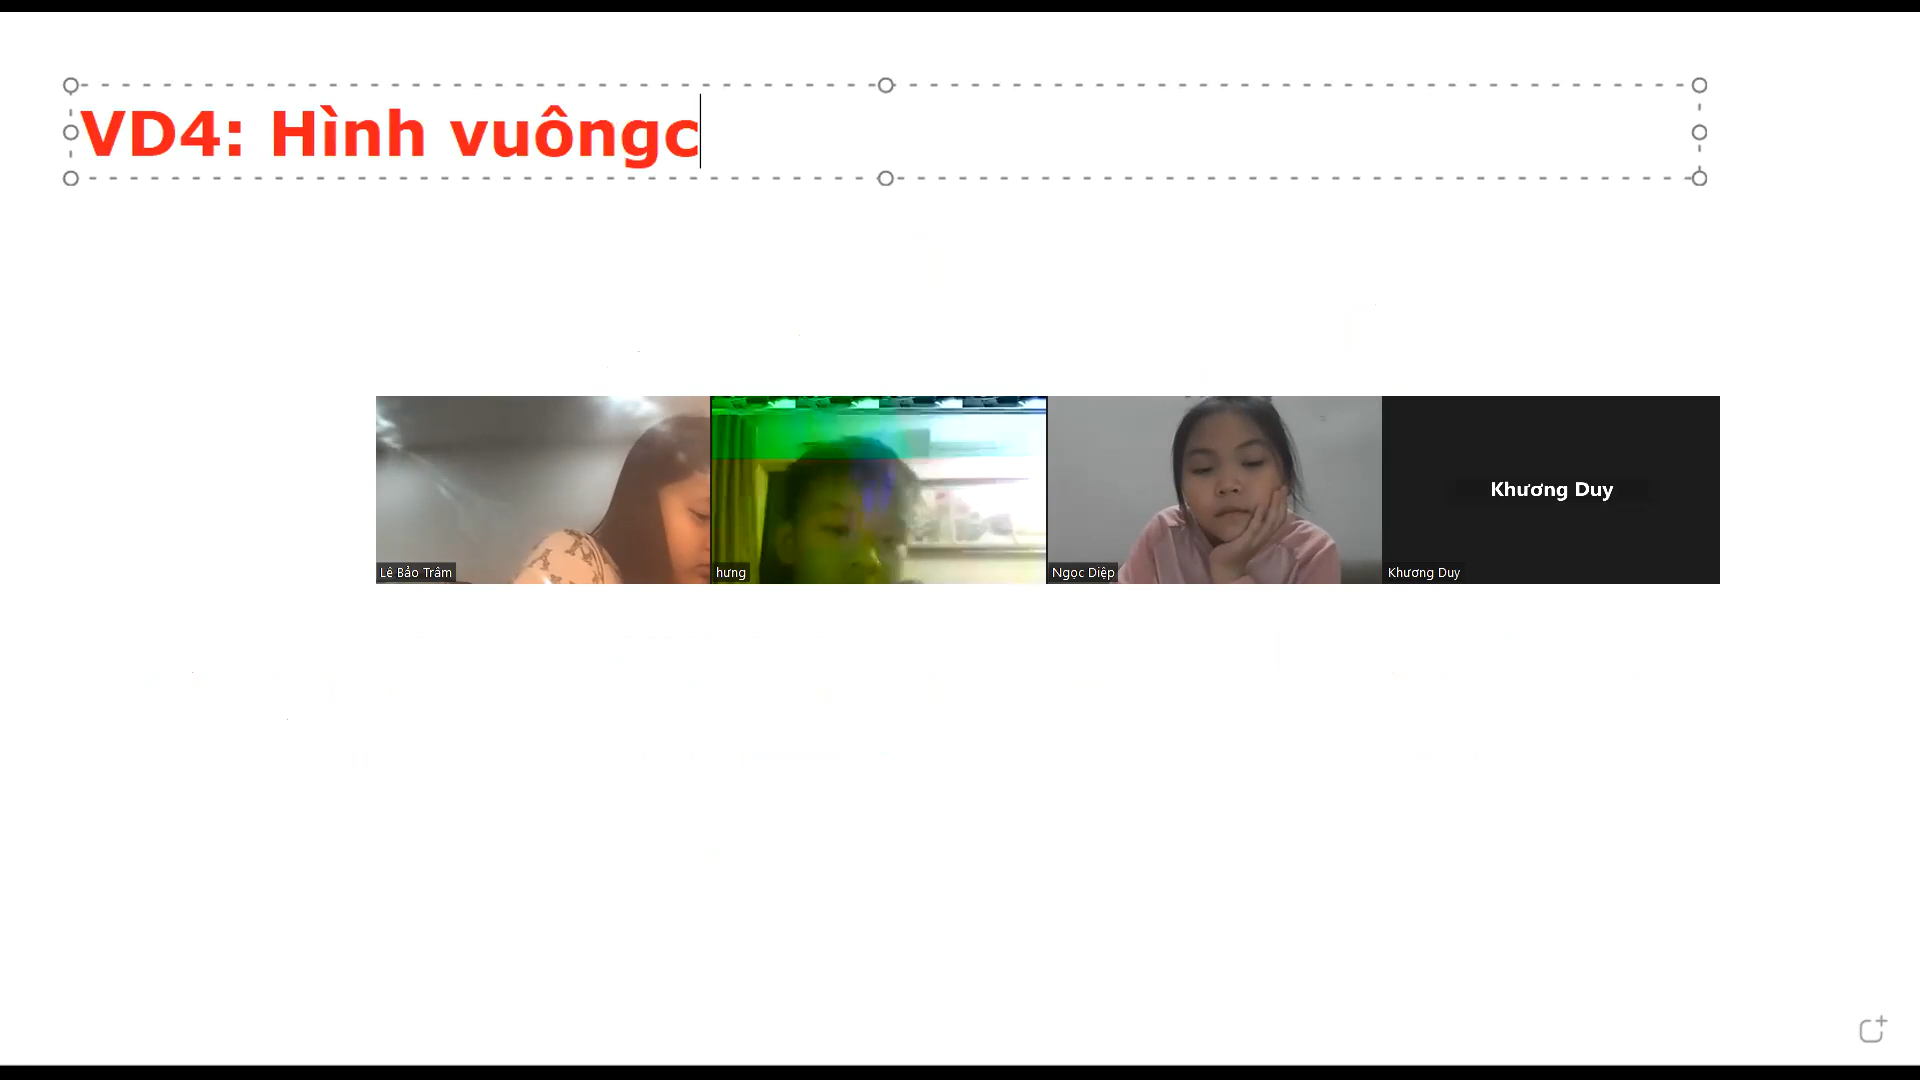 VD4: Hình vuôngc
Khương Duy
Lê Bảo Trâm
hưng
Ngọc Diệp
Khương Duy